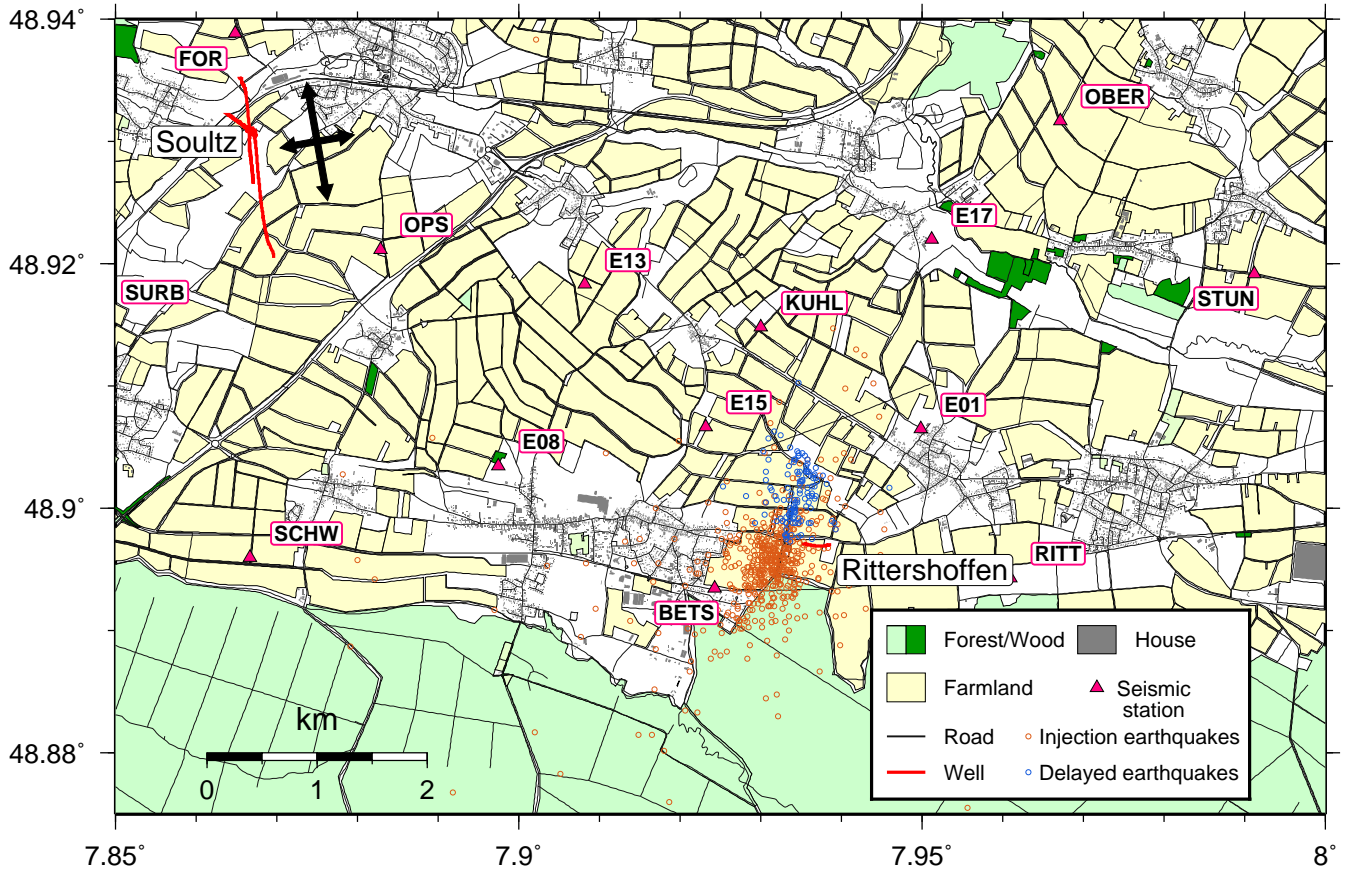 48.94°
FOR
OBER
Soultz
OPS
E17
48.92°
E13
SURB
KUHL
STUN
E15
E01
E08
48.9°
SCHW
RITT
Rittershoffen
BETS
Forest/Wood
House
Farmland
Seismic
station
km
Road
Injection earthquakes
48.88°
Well
Delayed earthquakes
0 1 2
7.85° 7.9° 7.95° 8°